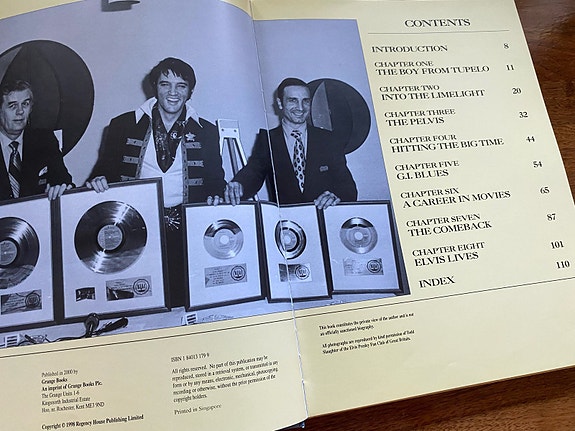 Published in 2000 by
Grange Books
An imprint of Grange Books Plc.
The Grange Units 1-6
Kingsnorth Industrial Estate
Hoo, nr. Rochester, Kent ME3 9ND
Copyright © 1998 Regency House Publishing Limited
ISBN 1 84013 179 8
All rights reserved. No part of this publication may be
reproduced, stored in a retrieval system, or transmitted in any
form or by any means, electronic, mechanical, photocopying,
recording or otherwise, without the prior permission of the
copyright holders.
Printed in Singapore
CONTENTS
INTRODUCTION 8
CHAPTER ONE
THE BOY FROM TUPELO 11
CHAPTER TWO
INTO THE LIMELIGHT 20
CHAPTER THREE
THE PELVIS 32
CHAPTER FOUR
HITTING THE BIG TIME 44
CHAPTER FIVE
G.I. BLUES 54
CHAPTER SIX
A CAREER IN MOVIES 65
CHAPTER SEVEN
THE COMEBACK 87
CHAPTER EIGHT
ELVIS LIVES 101
INDEX 110
This book constitutes the private view of the author and is not
an officially sanctioned biography.
All photographs are reproduced by kind permission of Todd
Slaughter of the Elvis Presley Fan Club of Great Britain.